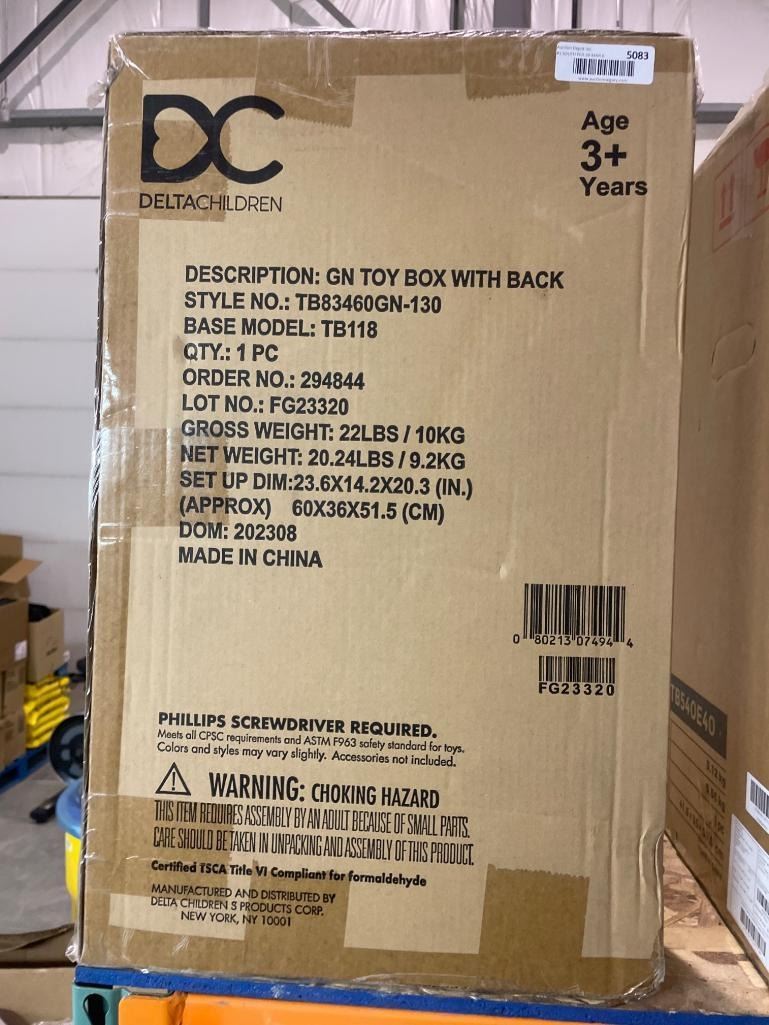 Auction Depot Inc.
5083
DC
DELTACHILDREN
Age
3+
Years
DESCRIPTION: GN TOY BOX WITH BACK
STYLE NO.: TB83460GN-130
BASE MODEL: TB118
QTY.: 1 PC
ORDER NO.: 294844
LOT NO.: FG23320
GROSS WEIGHT: 22LBS / 10KG
NET WEIGHT: 20.24LBS / 9.2KG
SET UP DIM:23.6X14.2X20.3 (IN.)
(APPROX) 60X36X51.5 (CM)
DOM: 202308
MADE IN CHINA
0 80213 07494 4
FG23320
PHILLIPS SCREWDRIVER REQUIRED.
Meets all CPSC requirements and ASTM F963 safety standard for toys.
Colors and styles may vary slightly. Accessories not included.
WARNING: CHOKING HAZARD
THIS ITEM REQUIRES ASSEMBLY BY AN ADULT BECAUSE OF SMALL PARTS.
CARE SHOULD BE TAKEN IN UNPACKING AND ASSEMBLY OF THIS PRODUCT.
Certified TSCA Title VI Compliant for formaldehyde
MANUFACTURED AND DISTRIBUTED BY
DELTA CHILDREN'S PRODUCTS CORP.
NEW YORK, NY 10001
TB540E40